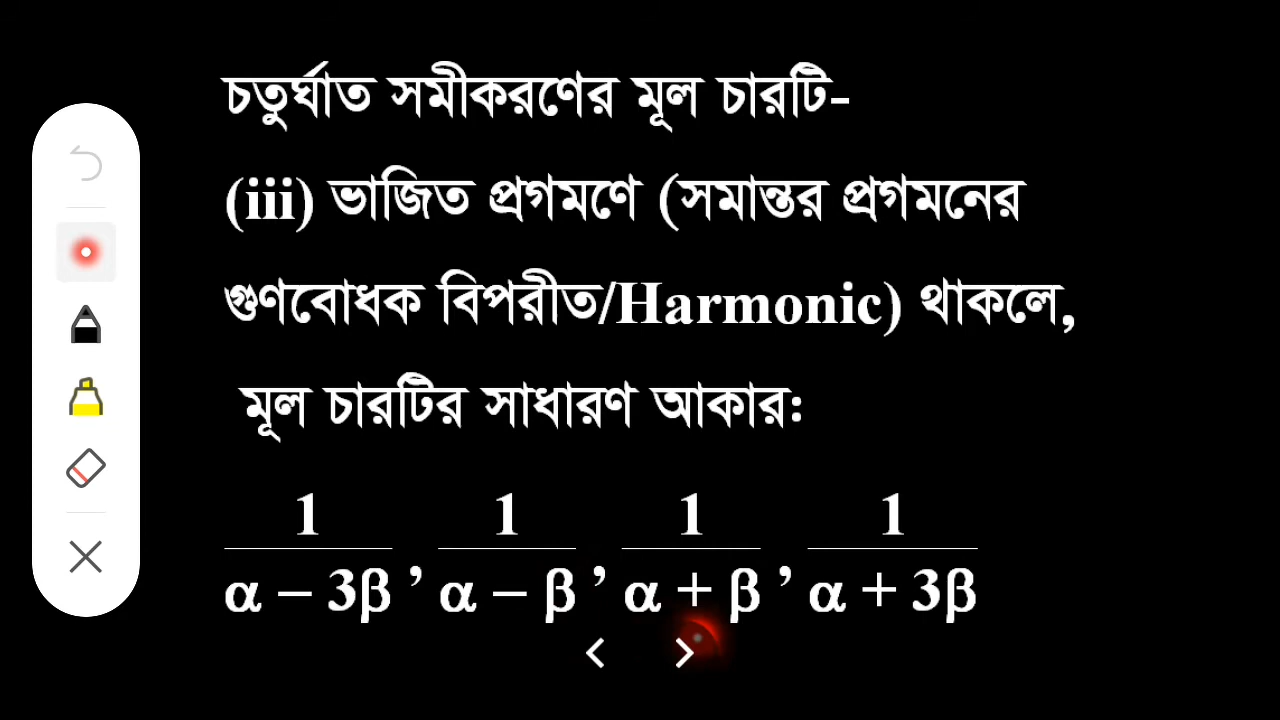 চতুর্ঘাত সমীকরণের মূল চারটি-
(iii) ভাজিত প্রগমণে (সমান্তর প্রগমনের
গুণবোধক বিপরীত/Harmonic) থাকলে,
মূল চারটির সাধারণ আকারঃ
1/(α − 3β), 1/(α − β), 1/(α + β), 1/(α + 3β)